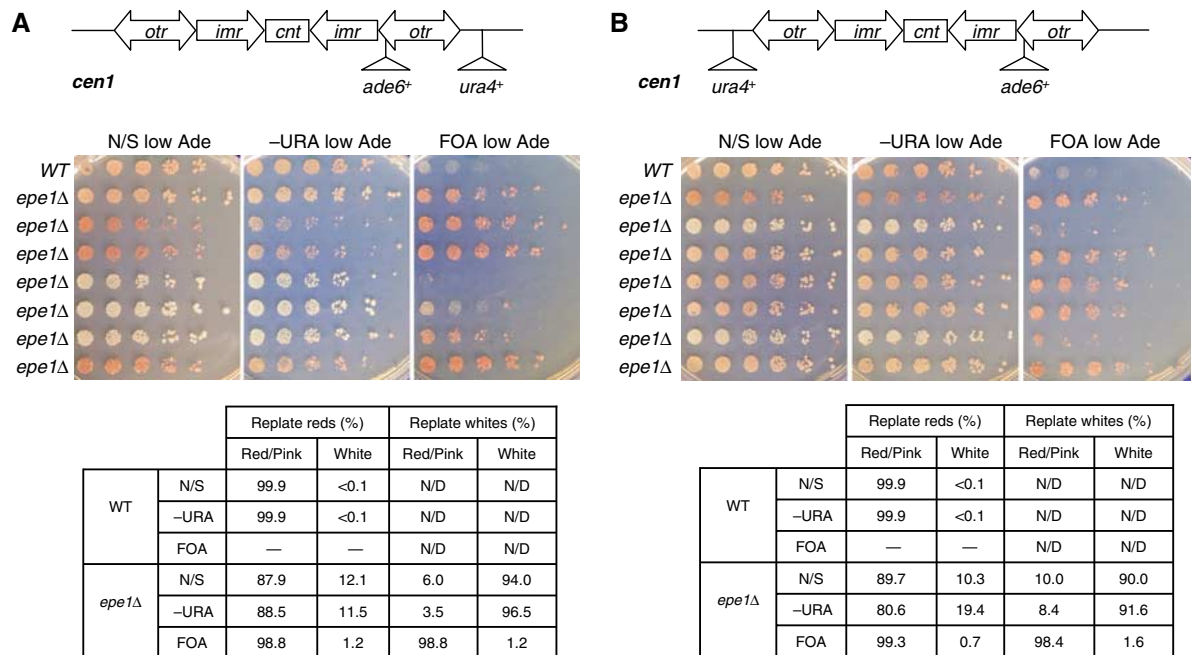 A
otr imr cnt imr otr
cen1 ade6+ ura4+
N/S low Ade –URA low Ade FOA low Ade
WT
epe1Δ
epe1Δ
epe1Δ
epe1Δ
epe1Δ
epe1Δ
epe1Δ
Replate reds (%) Replate whites (%)
Red/Pink White Red/Pink White
WT N/S 99.9 <0.1 N/D N/D
–URA 99.9 <0.1 N/D N/D
FOA — — N/D N/D
epe1Δ N/S 87.9 12.1 6.0 94.0
–URA 88.5 11.5 3.5 96.5
FOA 98.8 1.2 98.8 1.2
B
otr imr cnt imr otr
cen1 ura4+ ade6+
N/S low Ade –URA low Ade FOA low Ade
WT
epe1Δ
epe1Δ
epe1Δ
epe1Δ
epe1Δ
epe1Δ
epe1Δ
Replate reds (%) Replate whites (%)
Red/Pink White Red/Pink White
WT N/S 99.9 <0.1 N/D N/D
–URA 99.9 <0.1 N/D N/D
FOA — — N/D N/D
epe1Δ N/S 89.7 10.3 10.0 90.0
–URA 80.6 19.4 8.4 91.6
FOA 99.3 0.7 98.4 1.6